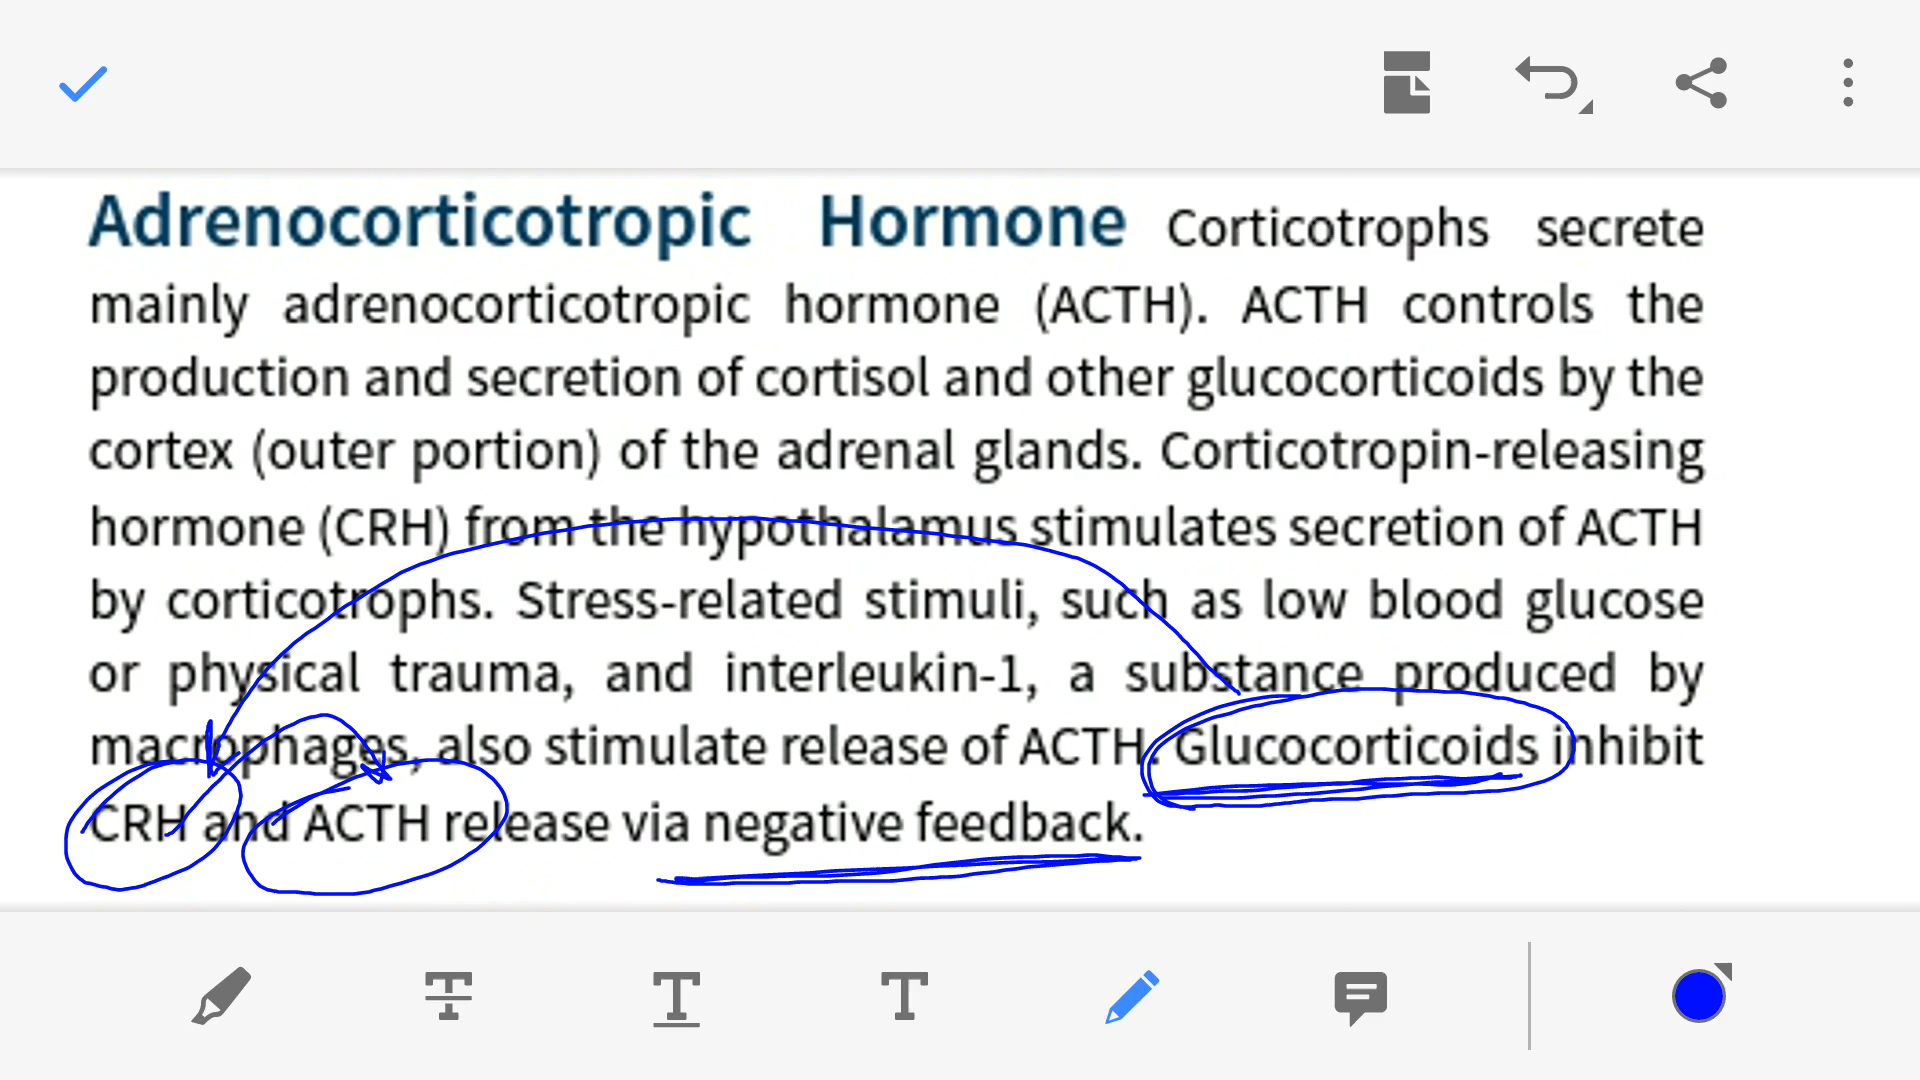 Adrenocorticotropic Hormone Corticotrophs secrete
mainly adrenocorticotropic hormone (ACTH). ACTH controls the
production and secretion of cortisol and other glucocorticoids by the
cortex (outer portion) of the adrenal glands. Corticotropin-releasing
hormone (CRH) from the hypothalamus stimulates secretion of ACTH
by corticotrophs. Stress-related stimuli, such as low blood glucose
or physical trauma, and interleukin-1, a substance produced by
macrophages, also stimulate release of ACTH. Glucocorticoids inhibit
CRH and ACTH release via negative feedback.